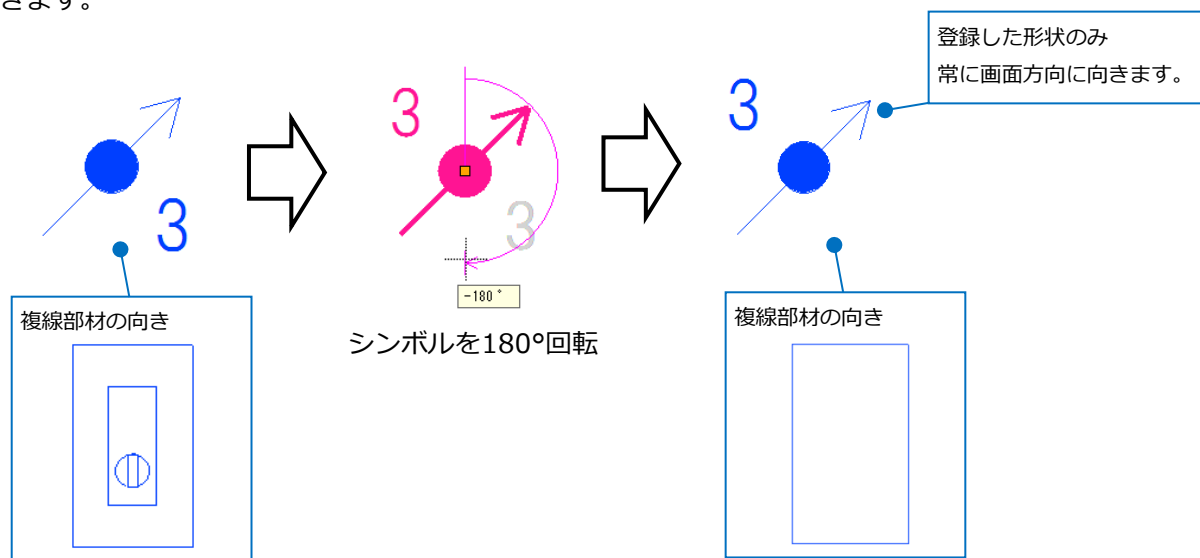 きます。
登録した形状のみ
常に画面方向に向きます。
3
3
3
3
-180 °
複線部材の向き
シンボルを180°回転
複線部材の向き